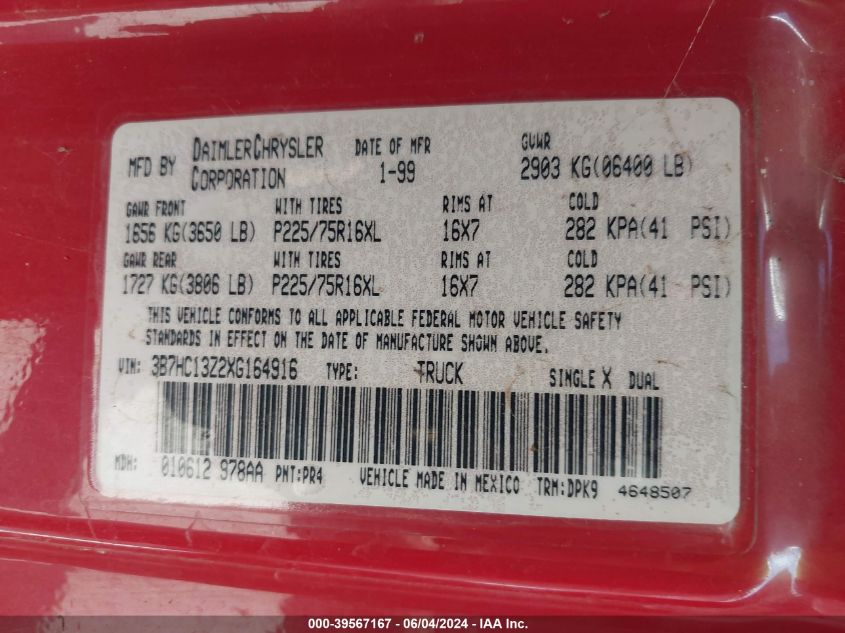 MFD BY DAIMLERCHRYSLER CORPORATION DATE OF MFR 1-99 GVWR 2903 KG(06400 LB)
GAWR FRONT WITH TIRES RIMS AT COLD
1656 KG(3650 LB) P225/75R16XL 16X7 282 KPA(41 PSI)
GAWR REAR WITH TIRES RIMS AT COLD
1727 KG(3806 LB) P225/75R16XL 16X7 282 KPA(41 PSI)
THIS VEHICLE CONFORMS TO ALL APPLICABLE FEDERAL MOTOR VEHICLE SAFETY
STANDARDS IN EFFECT ON THE DATE OF MANUFACTURE SHOWN ABOVE.
VIN: 3B7HC13Z2XG164916 TYPE: TRUCK SINGLE X DUAL
MDH: 010612 978AA PNT:PR4 VEHICLE MADE IN MEXICO TRM:DPK9 4648507
000-39567167 - 06/04/2024 - IAA Inc.